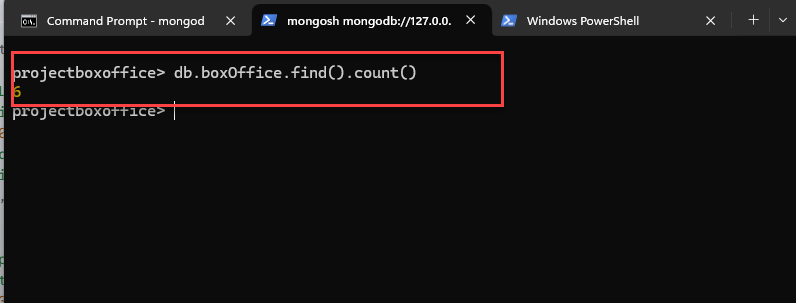 Command Prompt - mongod
mongosh mongodb://127.0.0.
Windows PowerShell
projectboxoffice> db.boxOffice.find().count()
6
projectboxoffice>